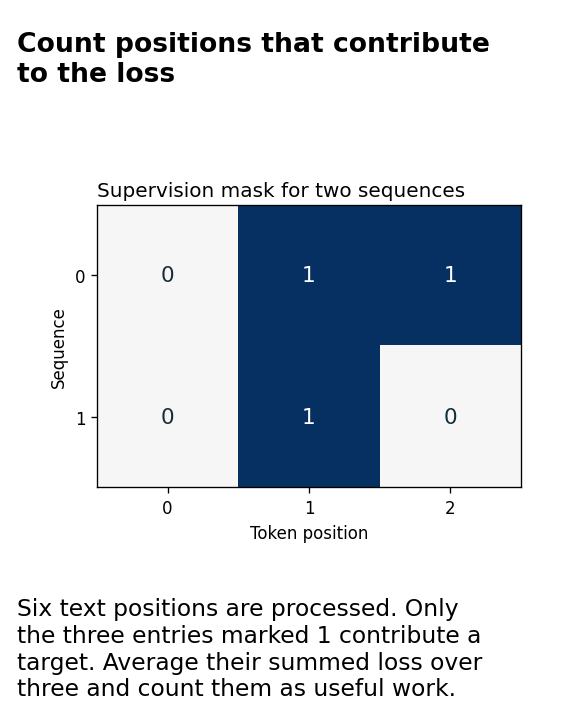 Count positions that contribute
to the loss
Supervision mask for two sequences
0
0
1
1
Sequence
1
0
1
0
0
1
2
Token position
Six text positions are processed. Only
the three entries marked 1 contribute a
target. Average their summed loss over
three and count them as useful work.